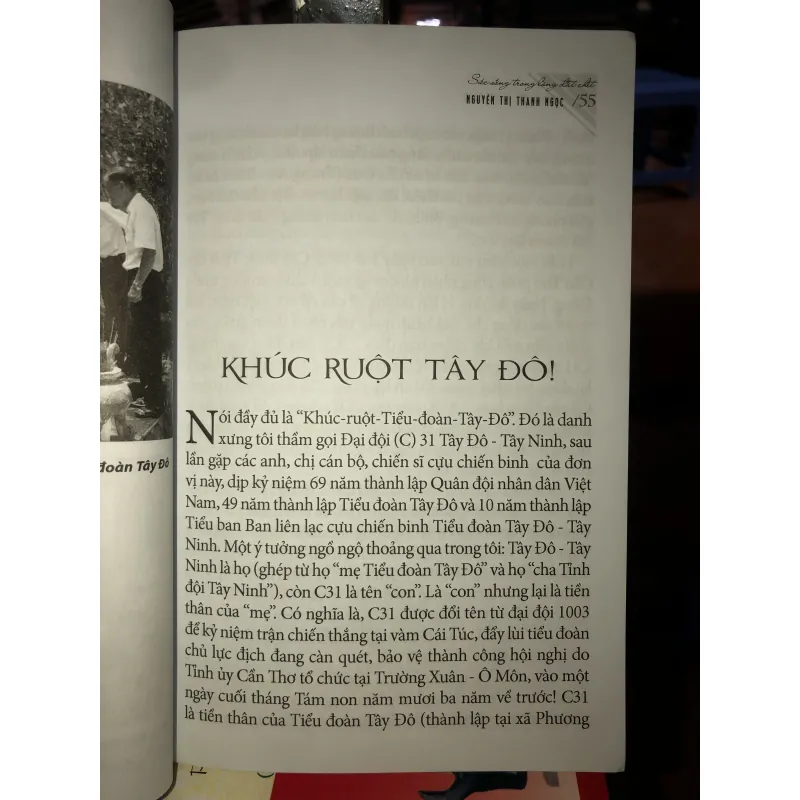 Sức sống trong lòng đất chết
NGUYỄN THỊ THANH NGỌC /55
KHÚC RUỘT TÂY ĐÔ!
Nói đầy đủ là “Khúc-ruột-Tiểu-đoàn-Tây-Đô”. Đó là danh
xưng tôi thầm gọi Đại đội (C) 31 Tây Đô - Tây Ninh, sau
lần gặp các anh, chị cán bộ, chiến sĩ cựu chiến binh của đơn
vị này, dịp kỷ niệm 69 năm thành lập Quân đội nhân dân Việt
Nam, 49 năm thành lập Tiểu đoàn Tây Đô và 10 năm thành lập
Tiểu ban Ban liên lạc cựu chiến binh Tiểu đoàn Tây Đô - Tây
Ninh. Một ý tưởng ngồ ngộ thoảng qua trong tôi: Tây Đô - Tây
Ninh là họ (ghép từ họ “mẹ Tiểu đoàn Tây Đô” và họ “cha Tỉnh
đội Tây Ninh”), còn C31 là tên “con”. Là “con” nhưng lại là tiền
thân của “mẹ”. Có nghĩa là, C31 được đổi tên từ đại đội 1003
để kỷ niệm trận chiến thắng tại vàm Cái Túc, đẩy lùi tiểu đoàn
chủ lực địch đang càn quét, bảo vệ thành công hội nghị do
Tỉnh ủy Cần Thơ tổ chức tại Trường Xuân - Ô Môn, vào một
ngày cuối tháng Tám non năm mươi ba năm về trước! C31
là tiền thân của Tiểu đoàn Tây Đô (thành lập tại xã Phương
đoàn Tây Đô